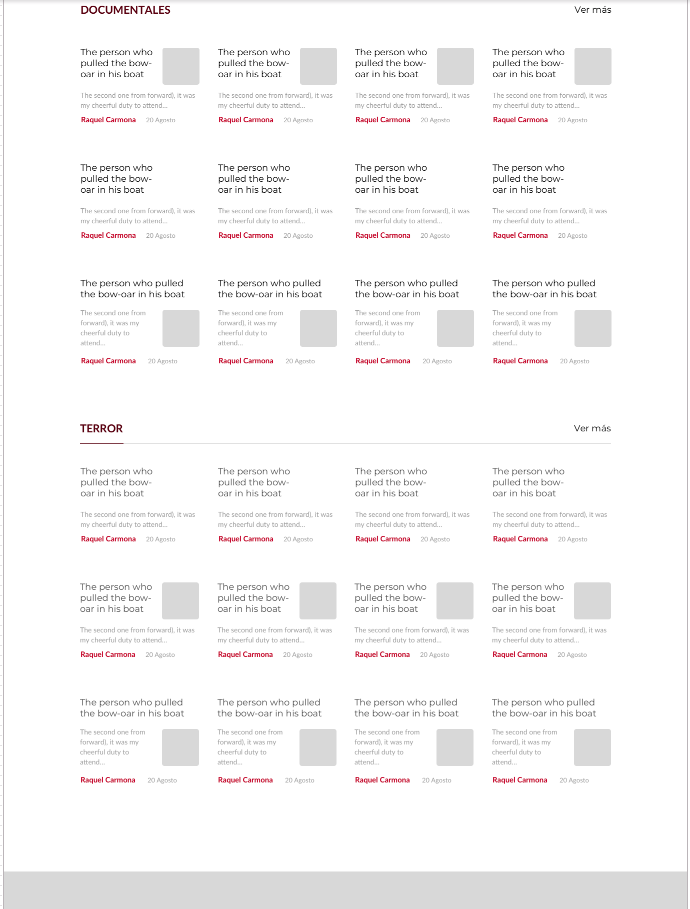 DOCUMENTALES Ver más
The person who The person who The person who The person who
pulled the bow- pulled the bow- pulled the bow- pulled the bow-
oar in his boat oar in his boat oar in his boat oar in his boat
The second one from forward), it was The second one from forward), it was The second one from forward), it was The second one from forward), it was
my cheerful duty to attend... my cheerful duty to attend... my cheerful duty to attend... my cheerful duty to attend...
Raquel Carmona 20 Agosto Raquel Carmona 20 Agosto Raquel Carmona 20 Agosto Raquel Carmona 20 Agosto
The person who The person who The person who The person who
pulled the bow- pulled the bow- pulled the bow- pulled the bow-
oar in his boat oar in his boat oar in his boat oar in his boat
The second one from forward), it was The second one from forward), it was The second one from forward), it was The second one from forward), it was
my cheerful duty to attend... my cheerful duty to attend... my cheerful duty to attend... my cheerful duty to attend...
Raquel Carmona 20 Agosto Raquel Carmona 20 Agosto Raquel Carmona 20 Agosto Raquel Carmona 20 Agosto
The person who pulled The person who pulled The person who pulled The person who pulled
the bow-oar in his boat the bow-oar in his boat the bow-oar in his boat the bow-oar in his boat
The second one from The second one from The second one from The second one from
forward), it was my forward), it was my forward), it was my forward), it was my
cheerful duty to cheerful duty to cheerful duty to cheerful duty to
attend... attend... attend... attend...
Raquel Carmona 20 Agosto Raquel Carmona 20 Agosto Raquel Carmona 20 Agosto Raquel Carmona 20 Agosto
TERROR Ver más
The person who The person who The person who The person who
pulled the bow- pulled the bow- pulled the bow- pulled the bow-
oar in his boat oar in his boat oar in his boat oar in his boat
The second one from forward), it was The second one from forward), it was The second one from forward), it was The second one from forward), it was
my cheerful duty to attend... my cheerful duty to attend... my cheerful duty to attend... my cheerful duty to attend...
Raquel Carmona 20 Agosto Raquel Carmona 20 Agosto Raquel Carmona 20 Agosto Raquel Carmona 20 Agosto
The person who The person who The person who The person who
pulled the bow- pulled the bow- pulled the bow- pulled the bow-
oar in his boat oar in his boat oar in his boat oar in his boat
The second one from forward), it was The second one from forward), it was The second one from forward), it was The second one from forward), it was
my cheerful duty to attend... my cheerful duty to attend... my cheerful duty to attend... my cheerful duty to attend...
Raquel Carmona 20 Agosto Raquel Carmona 20 Agosto Raquel Carmona 20 Agosto Raquel Carmona 20 Agosto
The person who pulled The person who pulled The person who pulled The person who pulled
the bow-oar in his boat the bow-oar in his boat the bow-oar in his boat the bow-oar in his boat
The second one from The second one from The second one from The second one from
forward), it was my forward), it was my forward), it was my forward), it was my
cheerful duty to cheerful duty to cheerful duty to cheerful duty to
attend... attend... attend... attend...
Raquel Carmona 20 Agosto Raquel Carmona 20 Agosto Raquel Carmona 20 Agosto Raquel Carmona 20 Agosto